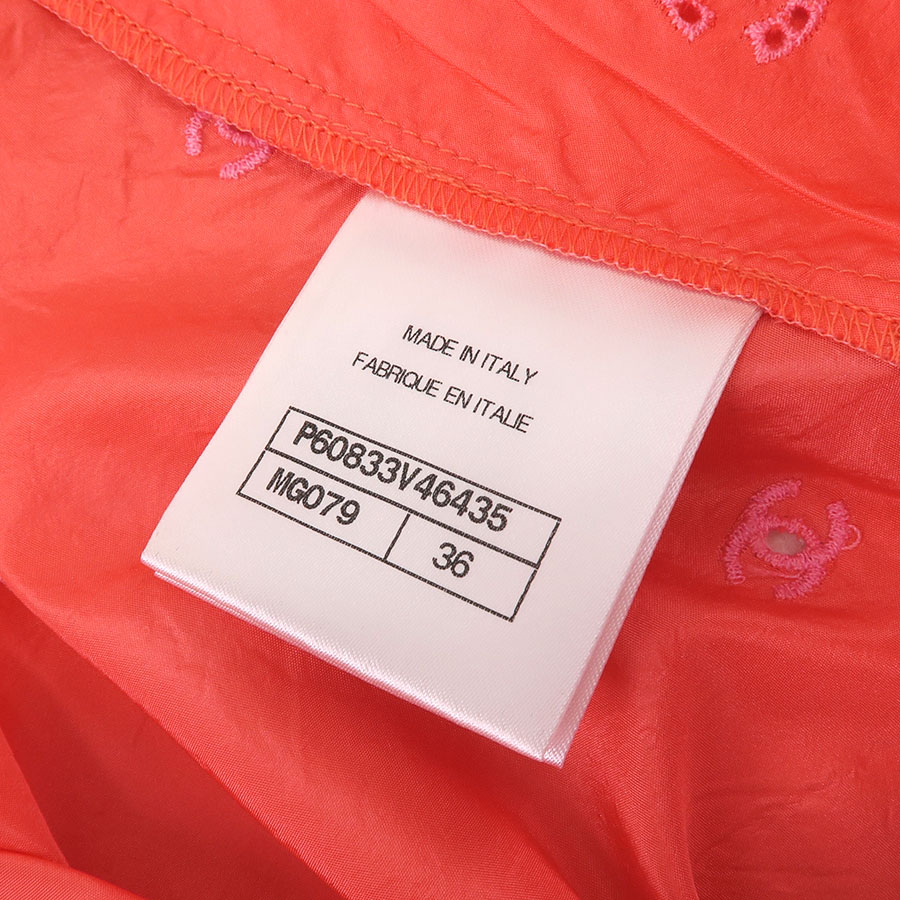 MADE IN ITALY
FABRIQUE EN ITALIE
P60833V46435
MG079 36